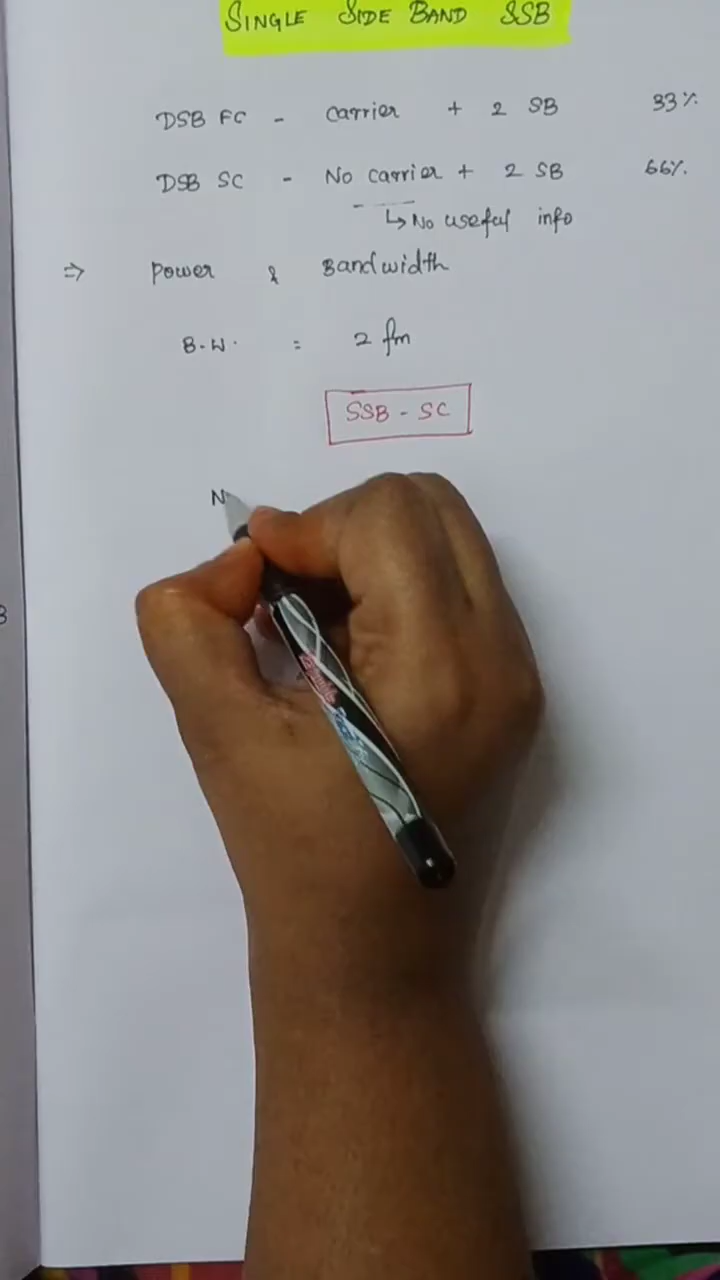 SINGLE SIDE BAND SSB
DSB FC - carrier + 2 SB 33%
DSB SC - No carrier + 2 SB 66%
↳ No useful info
⇒ power & Bandwidth
B.W. = 2 fm
SSB - SC
N
3